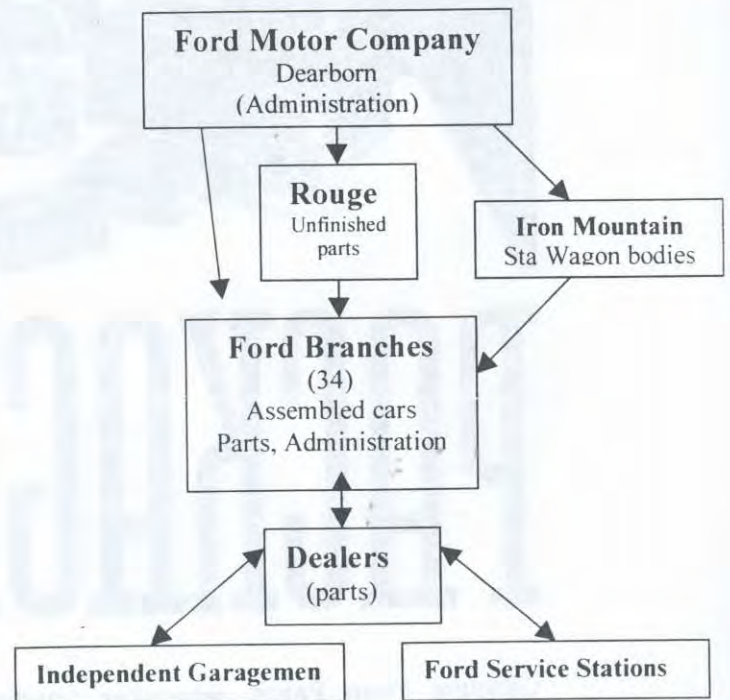 Ford Motor Company
Dearborn
(Administration)
Rouge
Unfinished
parts
Iron Mountain
Sta Wagon bodies
Ford Branches
(34)
Assembled cars
Parts, Administration
Dealers
(parts)
Independent Garagemen
Ford Service Stations